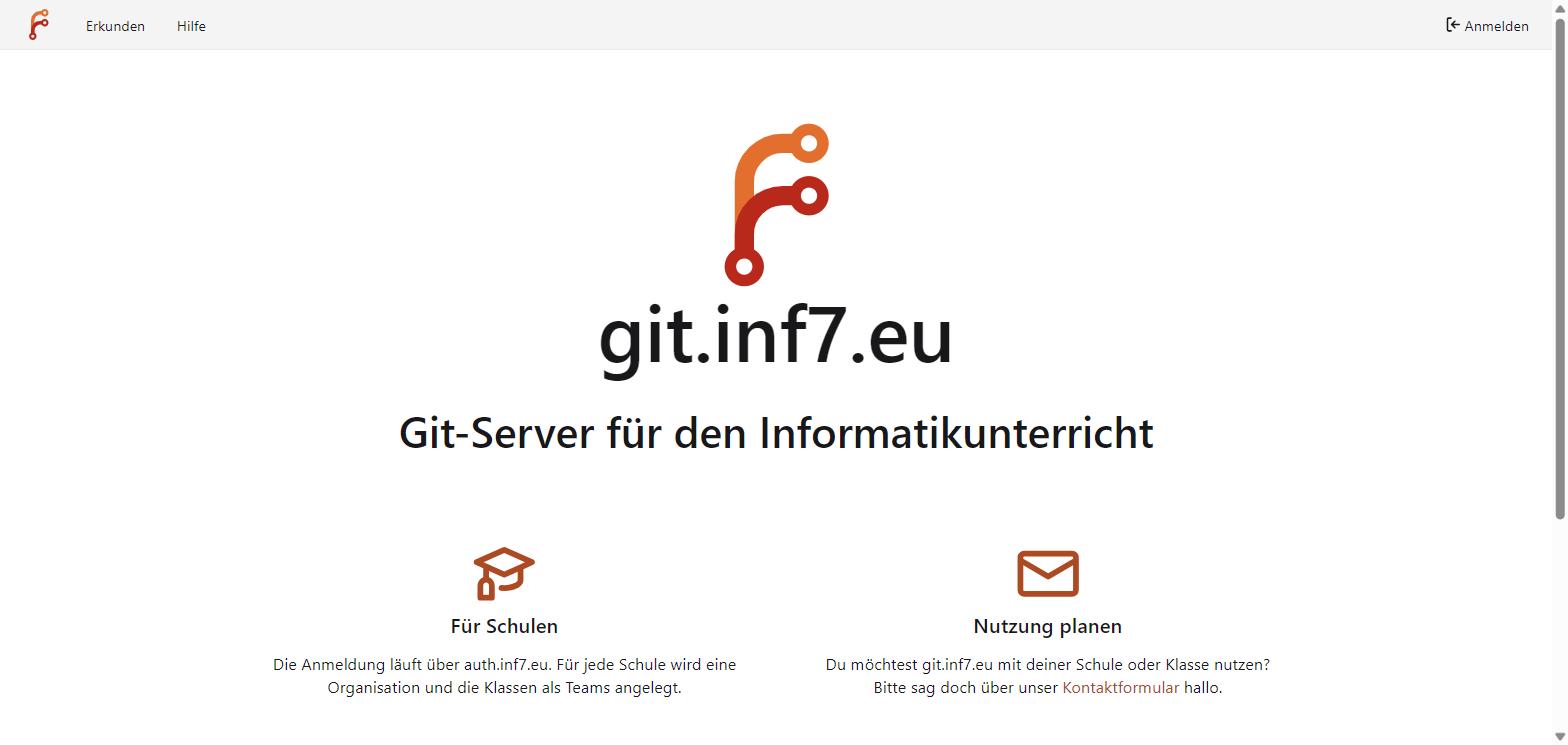 Erkunden
Hilfe
Anmelden
git.inf7.eu
Git-Server für den Informatikunterricht
Für Schulen
Die Anmeldung läuft über auth.inf7.eu. Für jede Schule wird eine
Organisation und die Klassen als Teams angelegt.
Nutzung planen
Du möchtest git.inf7.eu mit deiner Schule oder Klasse nutzen?
Bitte sag doch über unser Kontaktformular hallo.